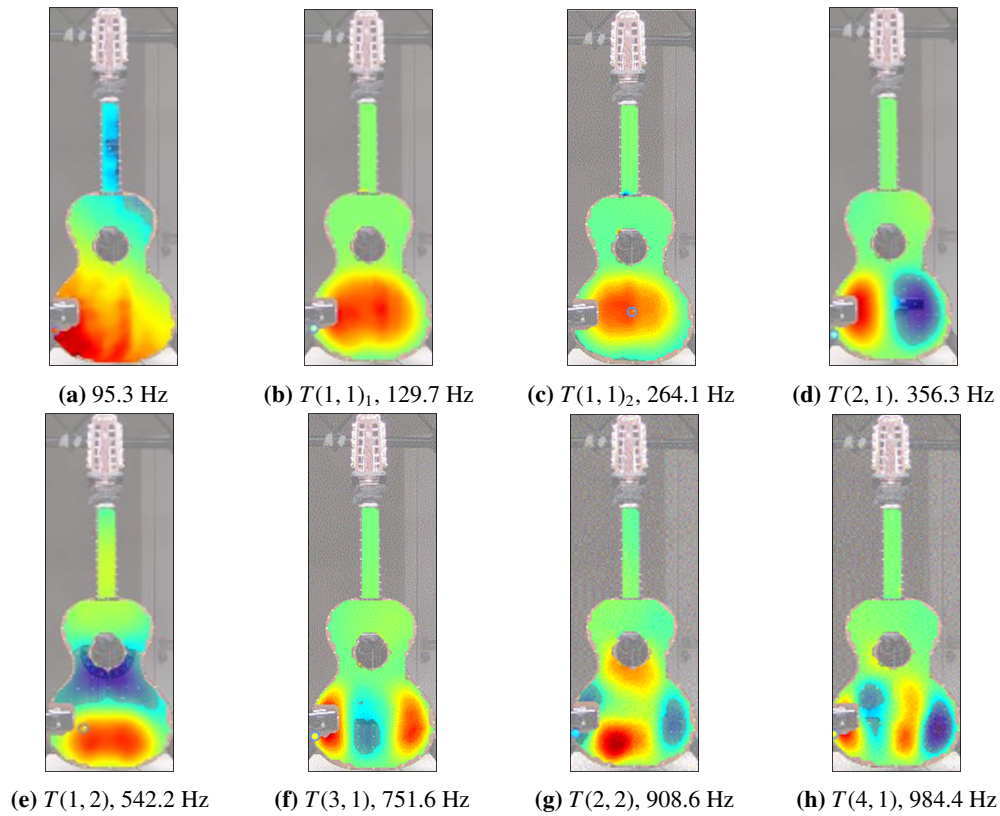 (a) 95.3 Hz
(b) T(1, 1)₁, 129.7 Hz
(c) T(1, 1)₂, 264.1 Hz
(d) T(2, 1). 356.3 Hz
(e) T(1, 2), 542.2 Hz
(f) T(3, 1), 751.6 Hz
(g) T(2, 2), 908.6 Hz
(h) T(4, 1), 984.4 Hz